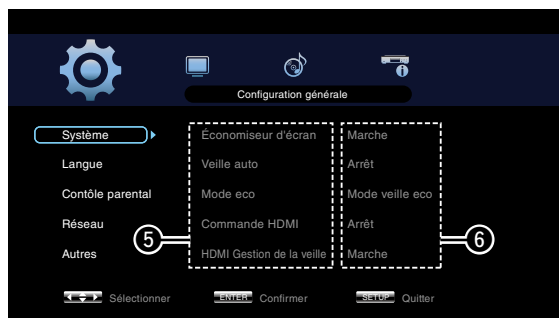 Configuration générale
Système Économiseur d'écran Marche
Langue Veille auto Arrêt
Contôle parental Mode eco Mode veille eco
Réseau Commande HDMI Arrêt
Autres HDMI Gestion de la veille Marche
5 6
Sélectionner ENTER Confirmer SETUP Quitter